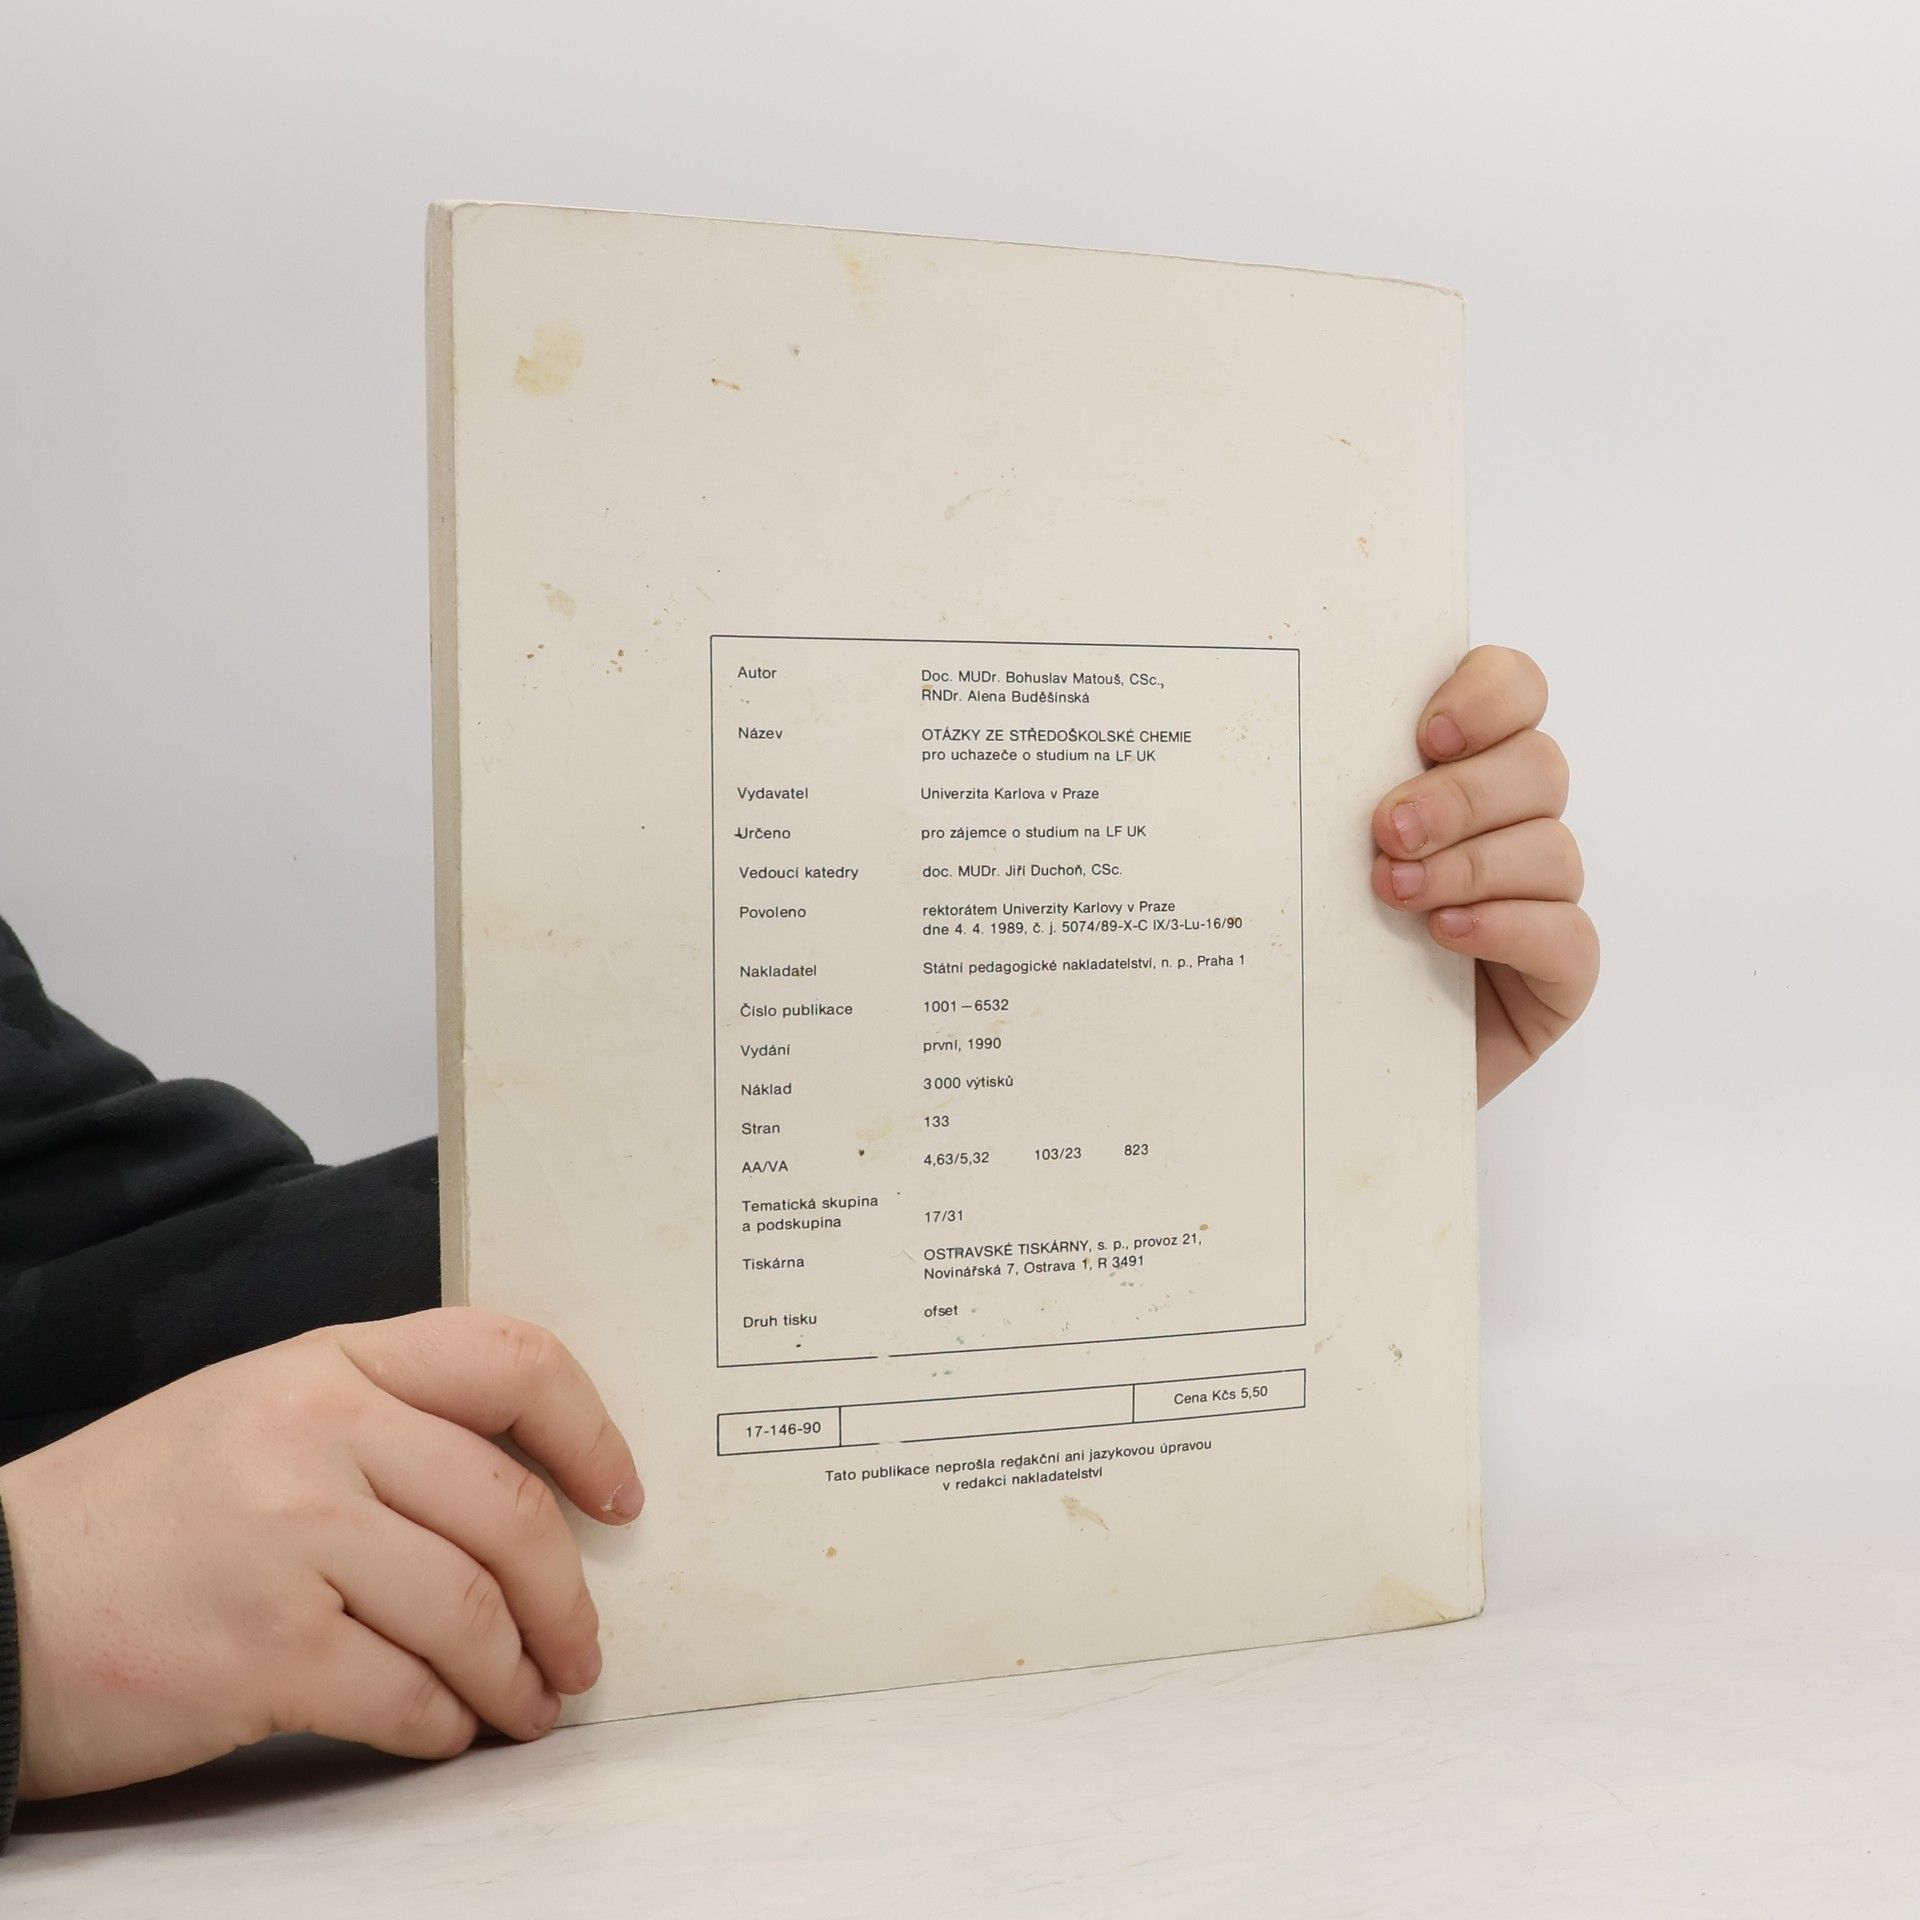 Autor Doc. MUDr. Bohuslav Matouš, CSc.,
RNDr. Alena Buděšínská
Název OTÁZKY ZE STŘEDOŠKOLSKÉ CHEMIE
pro uchazeče o studium na LF UK
Vydavatel Univerzita Karlova v Praze
Určeno pro zájemce o studium na LF UK
Vedoucí katedry doc. MUDr. Jiří Duchoň, CSc.
Povoleno rektorátem Univerzity Karlovy v Praze
dne 4. 4. 1989, č. j. 5074/89-X-C IX/3-Lu-16/90
Nakladatel Státní pedagogické nakladatelství, n. p., Praha 1
Číslo publikace 1001–6532
Vydání první, 1990
Náklad 3 000 výtisků
Stran 133
AA/VA 4,63/5,32 103/23 823
Tematická skupina
a podskupina 17/31
Tiskárna OSTRAVSKÉ TISKÁRNY, s. p., provoz 21,
Novinářská 7, Ostrava 1, R 3491
Druh tisku ofset
17-146-90 Cena Kčs 5,50
Tato publikace neprošla redakční ani jazykovou úpravou
v redakci nakladatelství